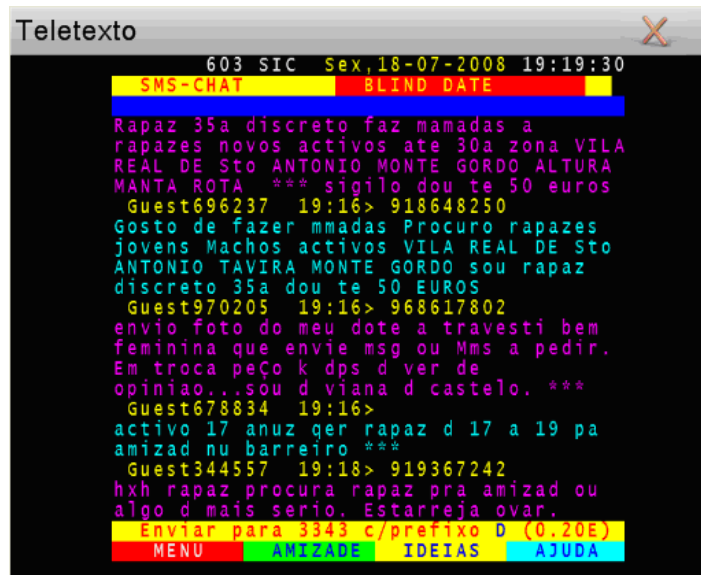 Teletexto
603 SIC Sex,18-07-2008 19:19:30
SMS-CHAT BLIND DATE
Rapaz 35a discreto faz mamadas a
rapazes novos activos ate 30a zona VILA
REAL DE Sto ANTONIO MONTE GORDO ALTURA
MANTA ROTA *** sigilo dou te 50 euros
Guest696237 19:16> 918648250
Gosto de fazer mmadas Procuro rapazes
jovens Machos activos VILA REAL DE Sto
ANTONIO TAVIRA MONTE GORDO sou rapaz
discreto 35a dou te 50 EUROS
Guest970205 19:16> 968617802
envio foto do meu dote a travesti bem
feminina que envie msg ou Mms a pedir.
Em troca peÇo k dps d ver de
opiniao...sou d viana d castelo. ***
Guest678834 19:16>
activo 17 anuz qer rapaz d 17 a 19 pa
amizad nu barreiro ***
Guest344557 19:18> 919367242
hxh rapaz procura rapaz pra amizad ou
algo d mais serio. Estarreja ovar.
Enviar para 3343 c/prefixo D (0.20E)
MENU AMIZADE IDEIAS AJUDA